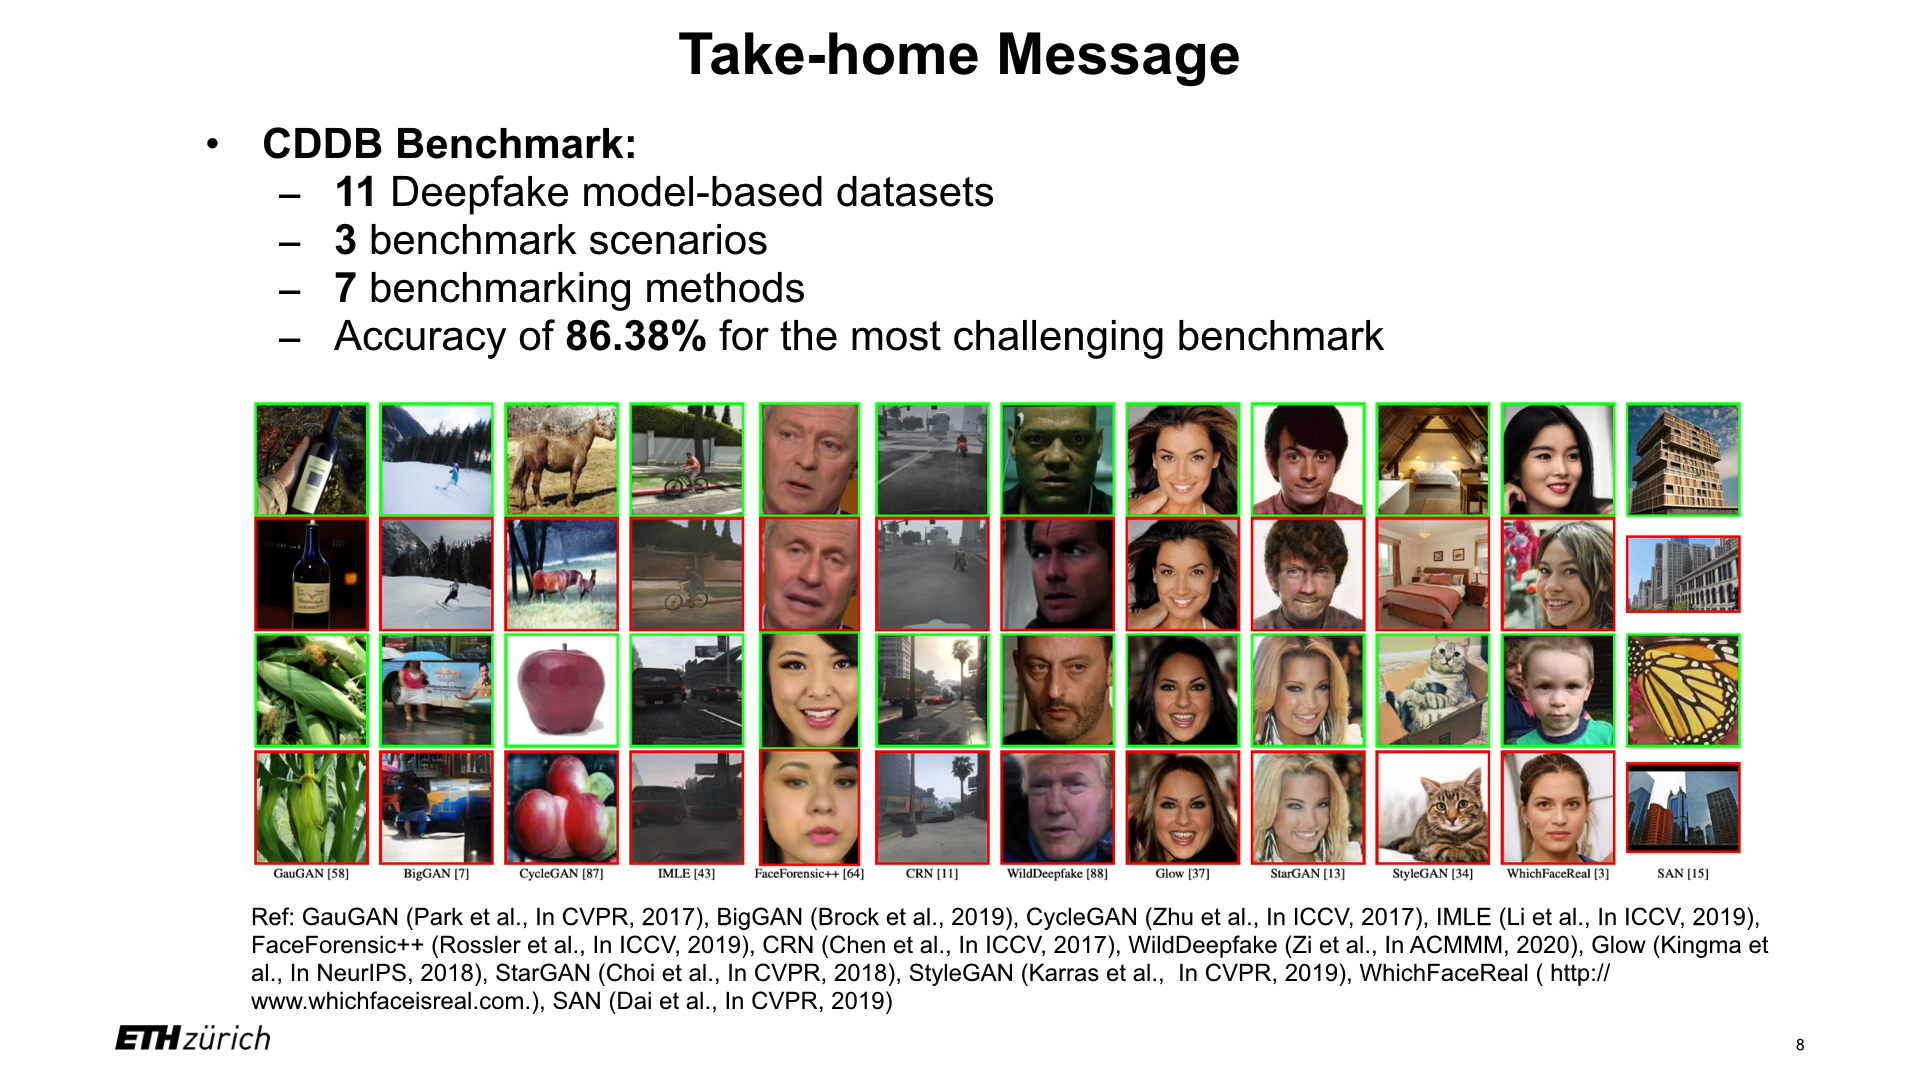 Take-home Message
• CDDB Benchmark:
– 11 Deepfake model-based datasets
– 3 benchmark scenarios
– 7 benchmarking methods
– Accuracy of 86.38% for the most challenging benchmark
GauGAN [58] BigGAN [7] CycleGAN [87] IMLE [43] FaceForensic++ [64] CRN [11] WildDeepfake [88] Glow [37] StarGAN [13] StyleGAN [34] WhichFaceReal [3] SAN [15]
Ref: GauGAN (Park et al., In CVPR, 2017), BigGAN (Brock et al., 2019), CycleGAN (Zhu et al., In ICCV, 2017), IMLE (Li et al., In ICCV, 2019),
FaceForensic++ (Rossler et al., In ICCV, 2019), CRN (Chen et al., In ICCV, 2017), WildDeepfake (Zi et al., In ACMMM, 2020), Glow (Kingma et
al., In NeurIPS, 2018), StarGAN (Choi et al., In CVPR, 2018), StyleGAN (Karras et al., In CVPR, 2019), WhichFaceReal ( http://
www.whichfaceisreal.com.), SAN (Dai et al., In CVPR, 2019)
ETH zürich
8